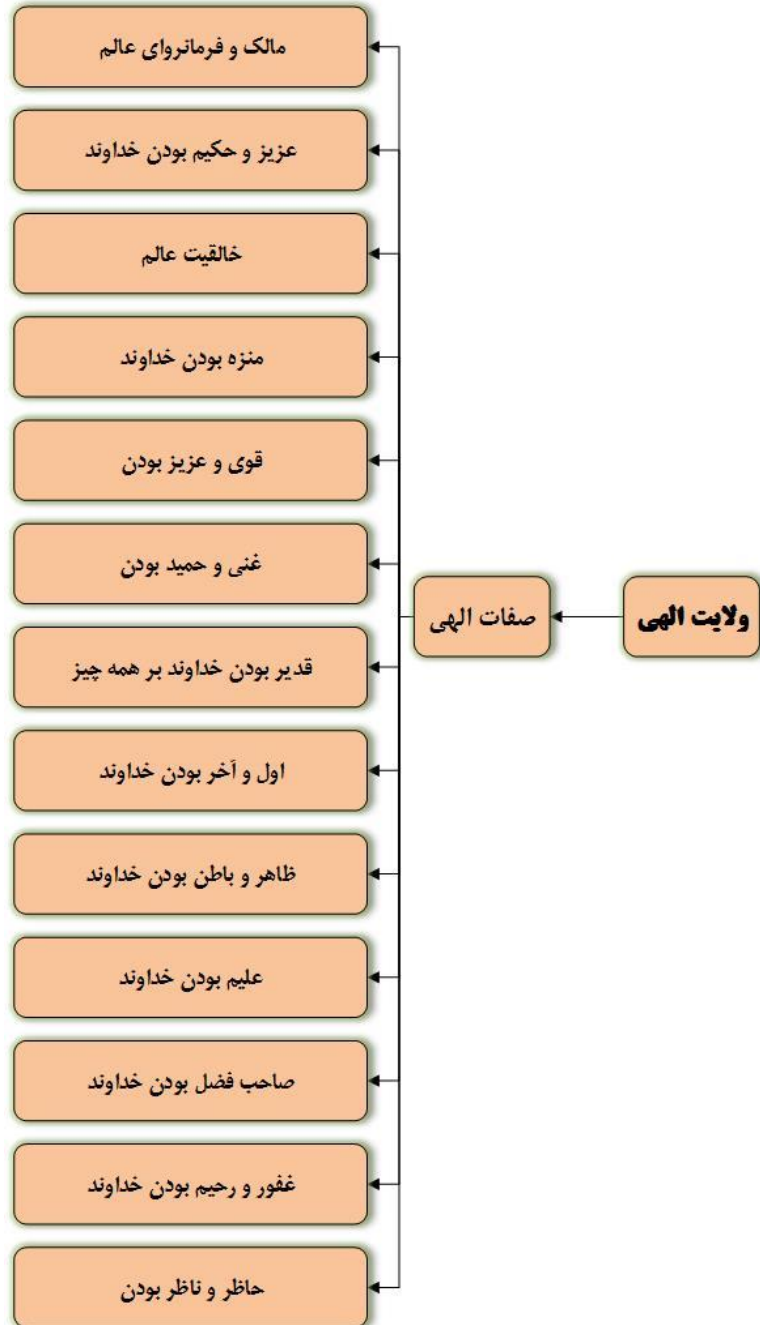 ولایت الهی
صفات الهی
مالک و فرمانروای عالم
عزیز و حکیم بودن خداوند
خالقیت عالم
منزه بودن خداوند
قوی و عزیز بودن
غنی و حمید بودن
قدیر بودن خداوند بر همه چیز
اول و آخر بودن خداوند
ظاهر و باطن بودن خداوند
علیم بودن خداوند
صاحب فضل بودن خداوند
غفور و رحیم بودن خداوند
حاظر و ناظر بودن